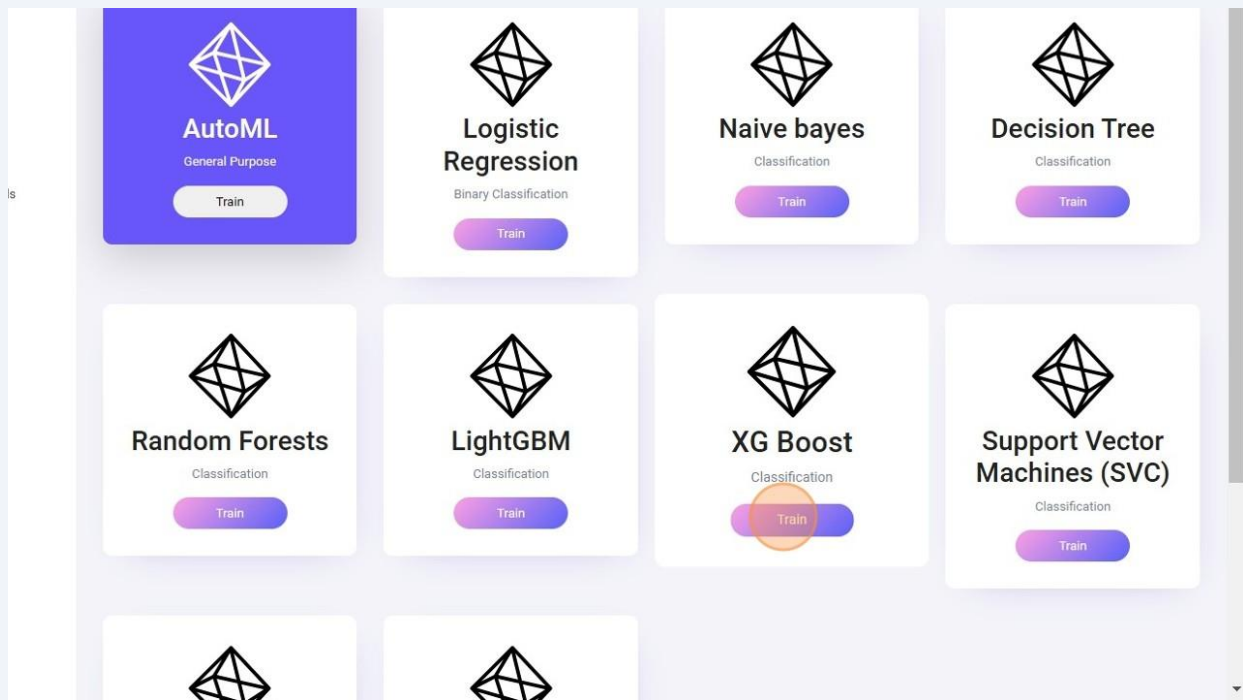 AutoML
General Purpose
Train
Logistic
Regression
Binary Classification
Train
Naive bayes
Classification
Train
Decision Tree
Classification
Train
ls
Random Forests
Classification
Train
LightGBM
Classification
Train
XG Boost
Classification
Train
Support Vector
Machines (SVC)
Classification
Train